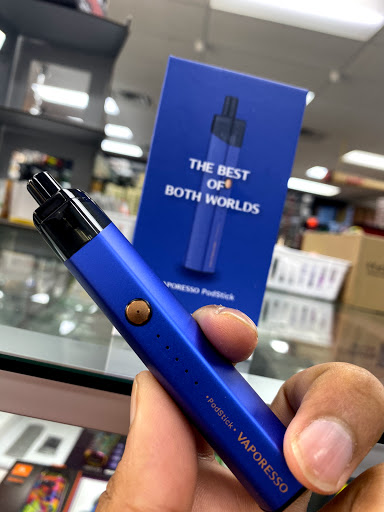 THE BEST
OF
BOTH WORLDS
VAPORESSO PodStick
•PodStick•
VAPORESSO